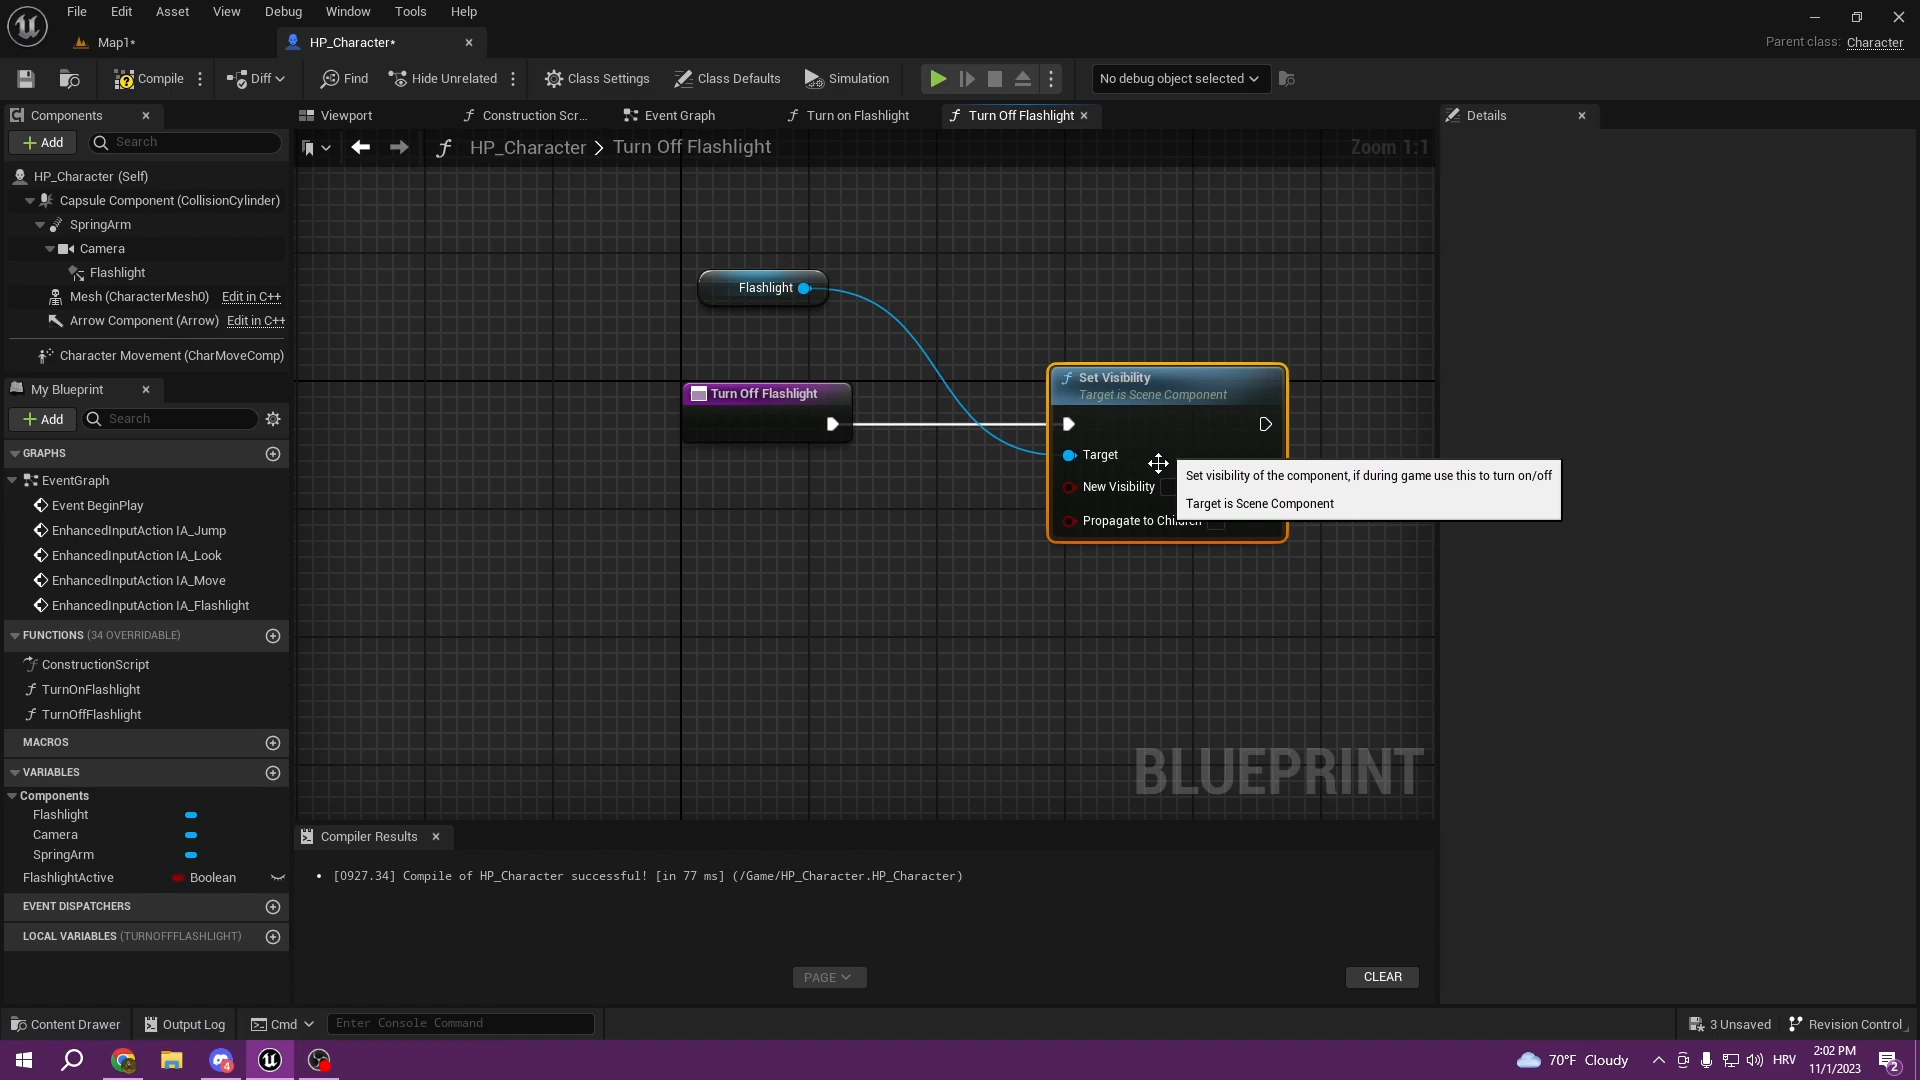 File Edit Asset View Debug Window Tools Help
Map1*
HP_Character*
Parent class: Character
Compile Diff Find Hide Unrelated Class Settings Class Defaults Simulation No debug object selected
Components
Add Search
HP_Character (Self)
Capsule Component (CollisionCylinder)
SpringArm
Camera
Flashlight
Mesh (CharacterMesh0) Edit in C++
Arrow Component (Arrow) Edit in C++
Character Movement (CharMoveComp)
My Blueprint
Add Search
GRAPHS
EventGraph
Event BeginPlay
EnhancedInputAction IA_Jump
EnhancedInputAction IA_Look
EnhancedInputAction IA_Move
EnhancedInputAction IA_Flashlight
FUNCTIONS (34 OVERRIDABLE)
ConstructionScript
TurnOnFlashlight
TurnOffFlashlight
MACROS
VARIABLES
Components
Flashlight
Camera
SpringArm
FlashlightActive Boolean
EVENT DISPATCHERS
LOCAL VARIABLES (TURNOFFFLASHLIGHT)
Viewport Construction Scr... Event Graph Turn on Flashlight Turn Off Flashlight
HP_Character > Turn Off Flashlight
Zoom 1:1
Flashlight
Turn Off Flashlight
Set Visibility
Target is Scene Component
Target
New Visibility
Propagate to Children
Set visibility of the component, if during game use this to turn on/off
Target is Scene Component
BLUEPRINT
Details
Compiler Results
[0927.34] Compile of HP_Character successful! [in 77 ms] (/Game/HP_Character.HP_Character)
PAGE
CLEAR
Content Drawer Output Log Cmd Enter Console Command
3 Unsaved Revision Control
4
70°F Cloudy
HRV
2:02 PM
11/1/2023
2